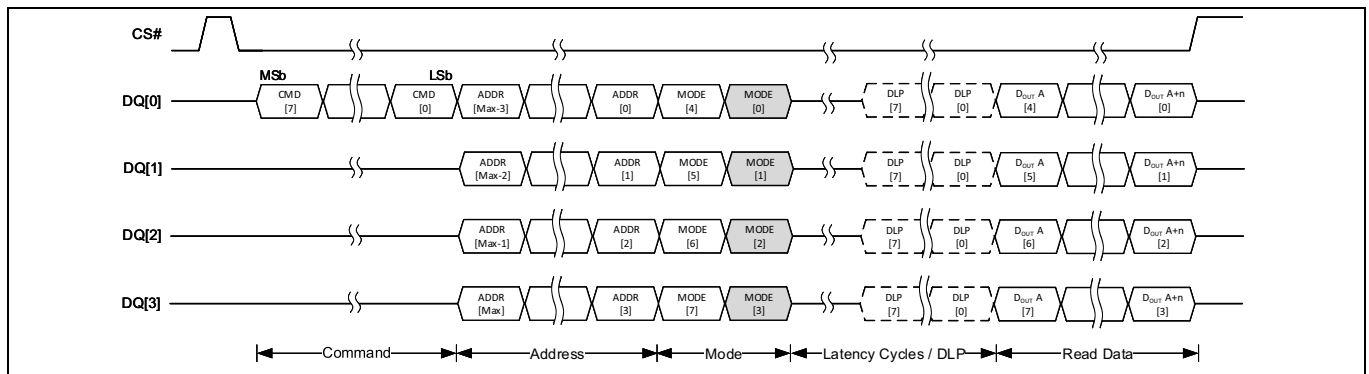 CS#
MSb LSb
DQ[0] CMD [7] CMD [0] ADDR [Max-3] ADDR [0] MODE [4] MODE [0] DLP [7] DLP [0] DOUT A [4] DOUT A+n [0]
DQ[1] ADDR [Max-2] ADDR [1] MODE [5] MODE [1] DLP [7] DLP [0] DOUT A [5] DOUT A+n [1]
DQ[2] ADDR [Max-1] ADDR [2] MODE [6] MODE [2] DLP [7] DLP [0] DOUT A [6] DOUT A+n [2]
DQ[3] ADDR [Max] ADDR [3] MODE [7] MODE [3] DLP [7] DLP [0] DOUT A [7] DOUT A+n [3]
Command Address Mode Latency Cycles / DLP Read Data